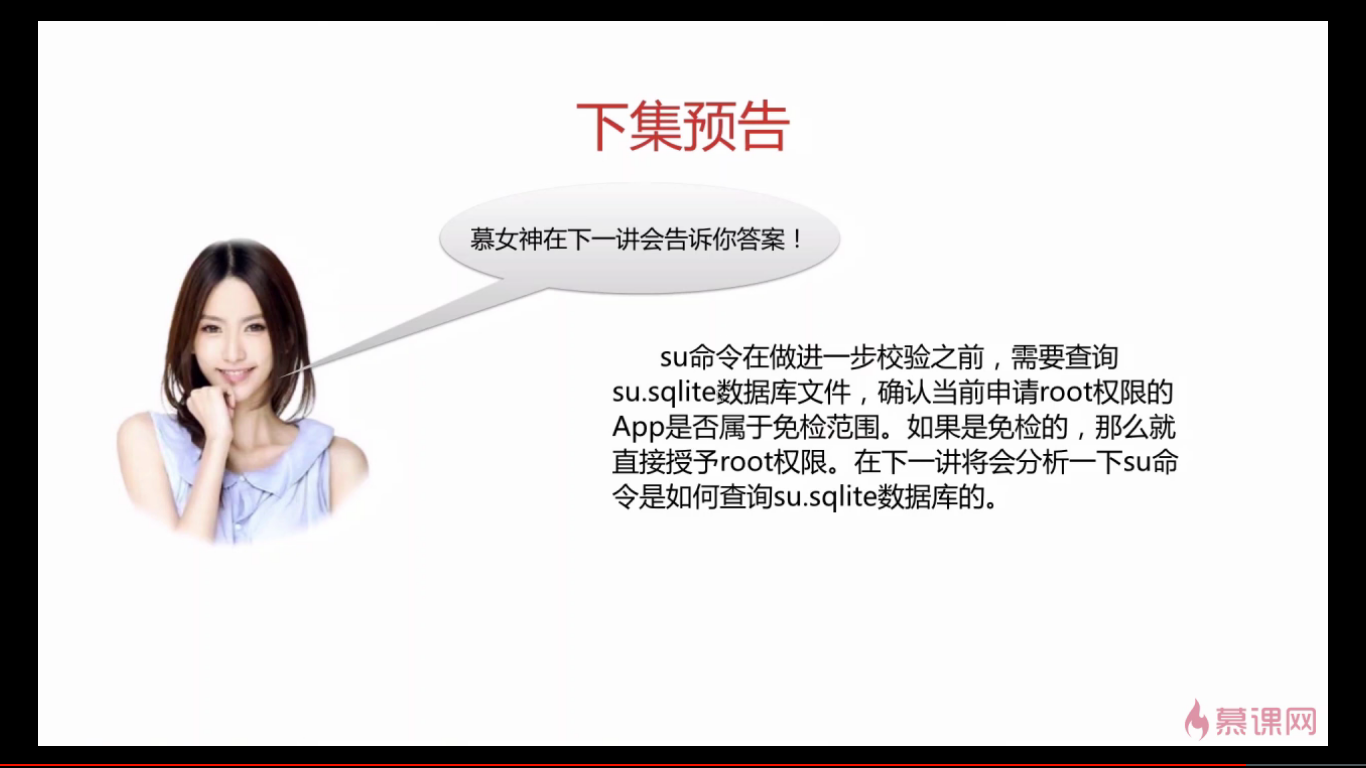 下集预告
慕女神在下一讲会告诉你答案！
su命令在做进一步校验之前，需要查询
su.sqlite数据库文件，确认当前申请root权限的
App是否属于免检范围。如果是免检的，那么就
直接授予root权限。在下一讲将会分析一下su命
令是如何查询su.sqlite数据库的。
慕课网